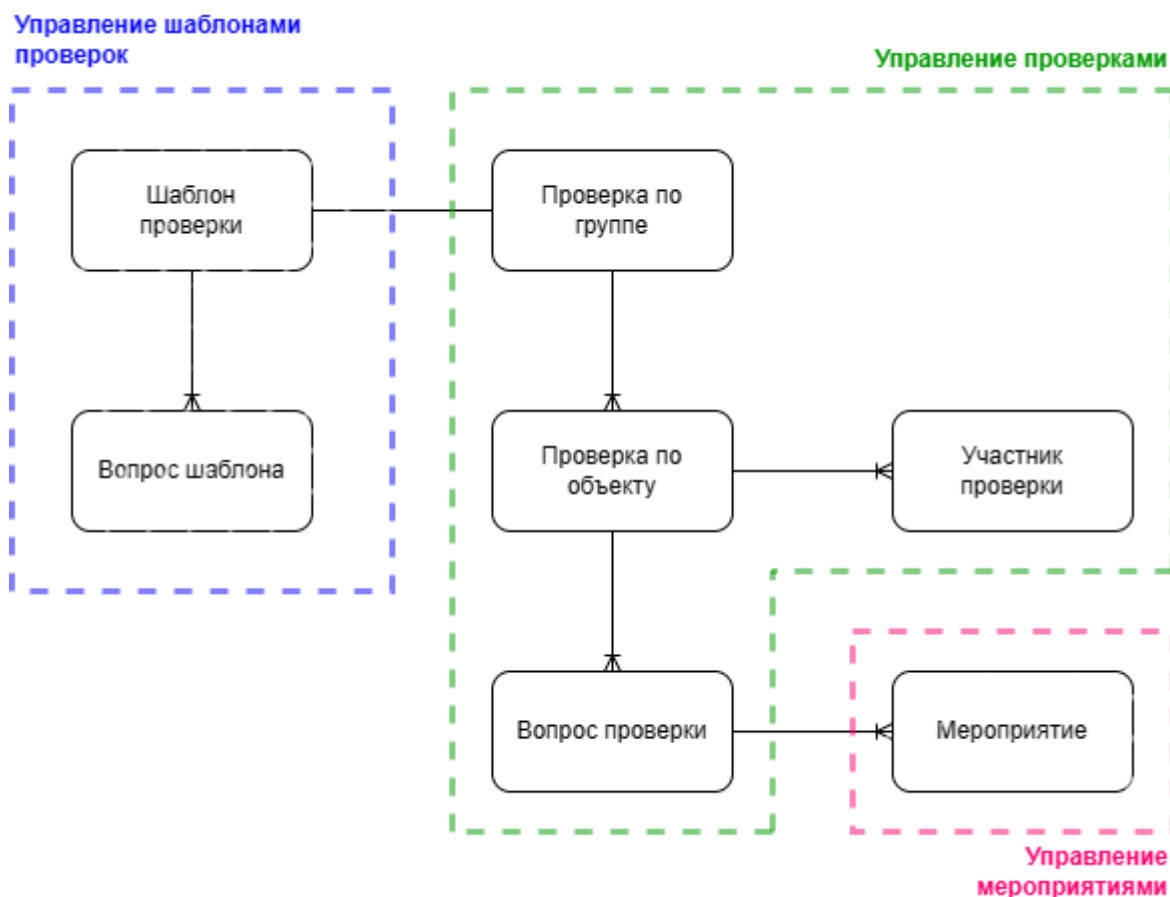 Управление шаблонами
проверок
Управление проверками
Шаблон
проверки
Проверка по
группе
Вопрос шаблона
Проверка по
объекту
Участник
проверки
Вопрос проверки
Мероприятие
Управление
мероприятиями